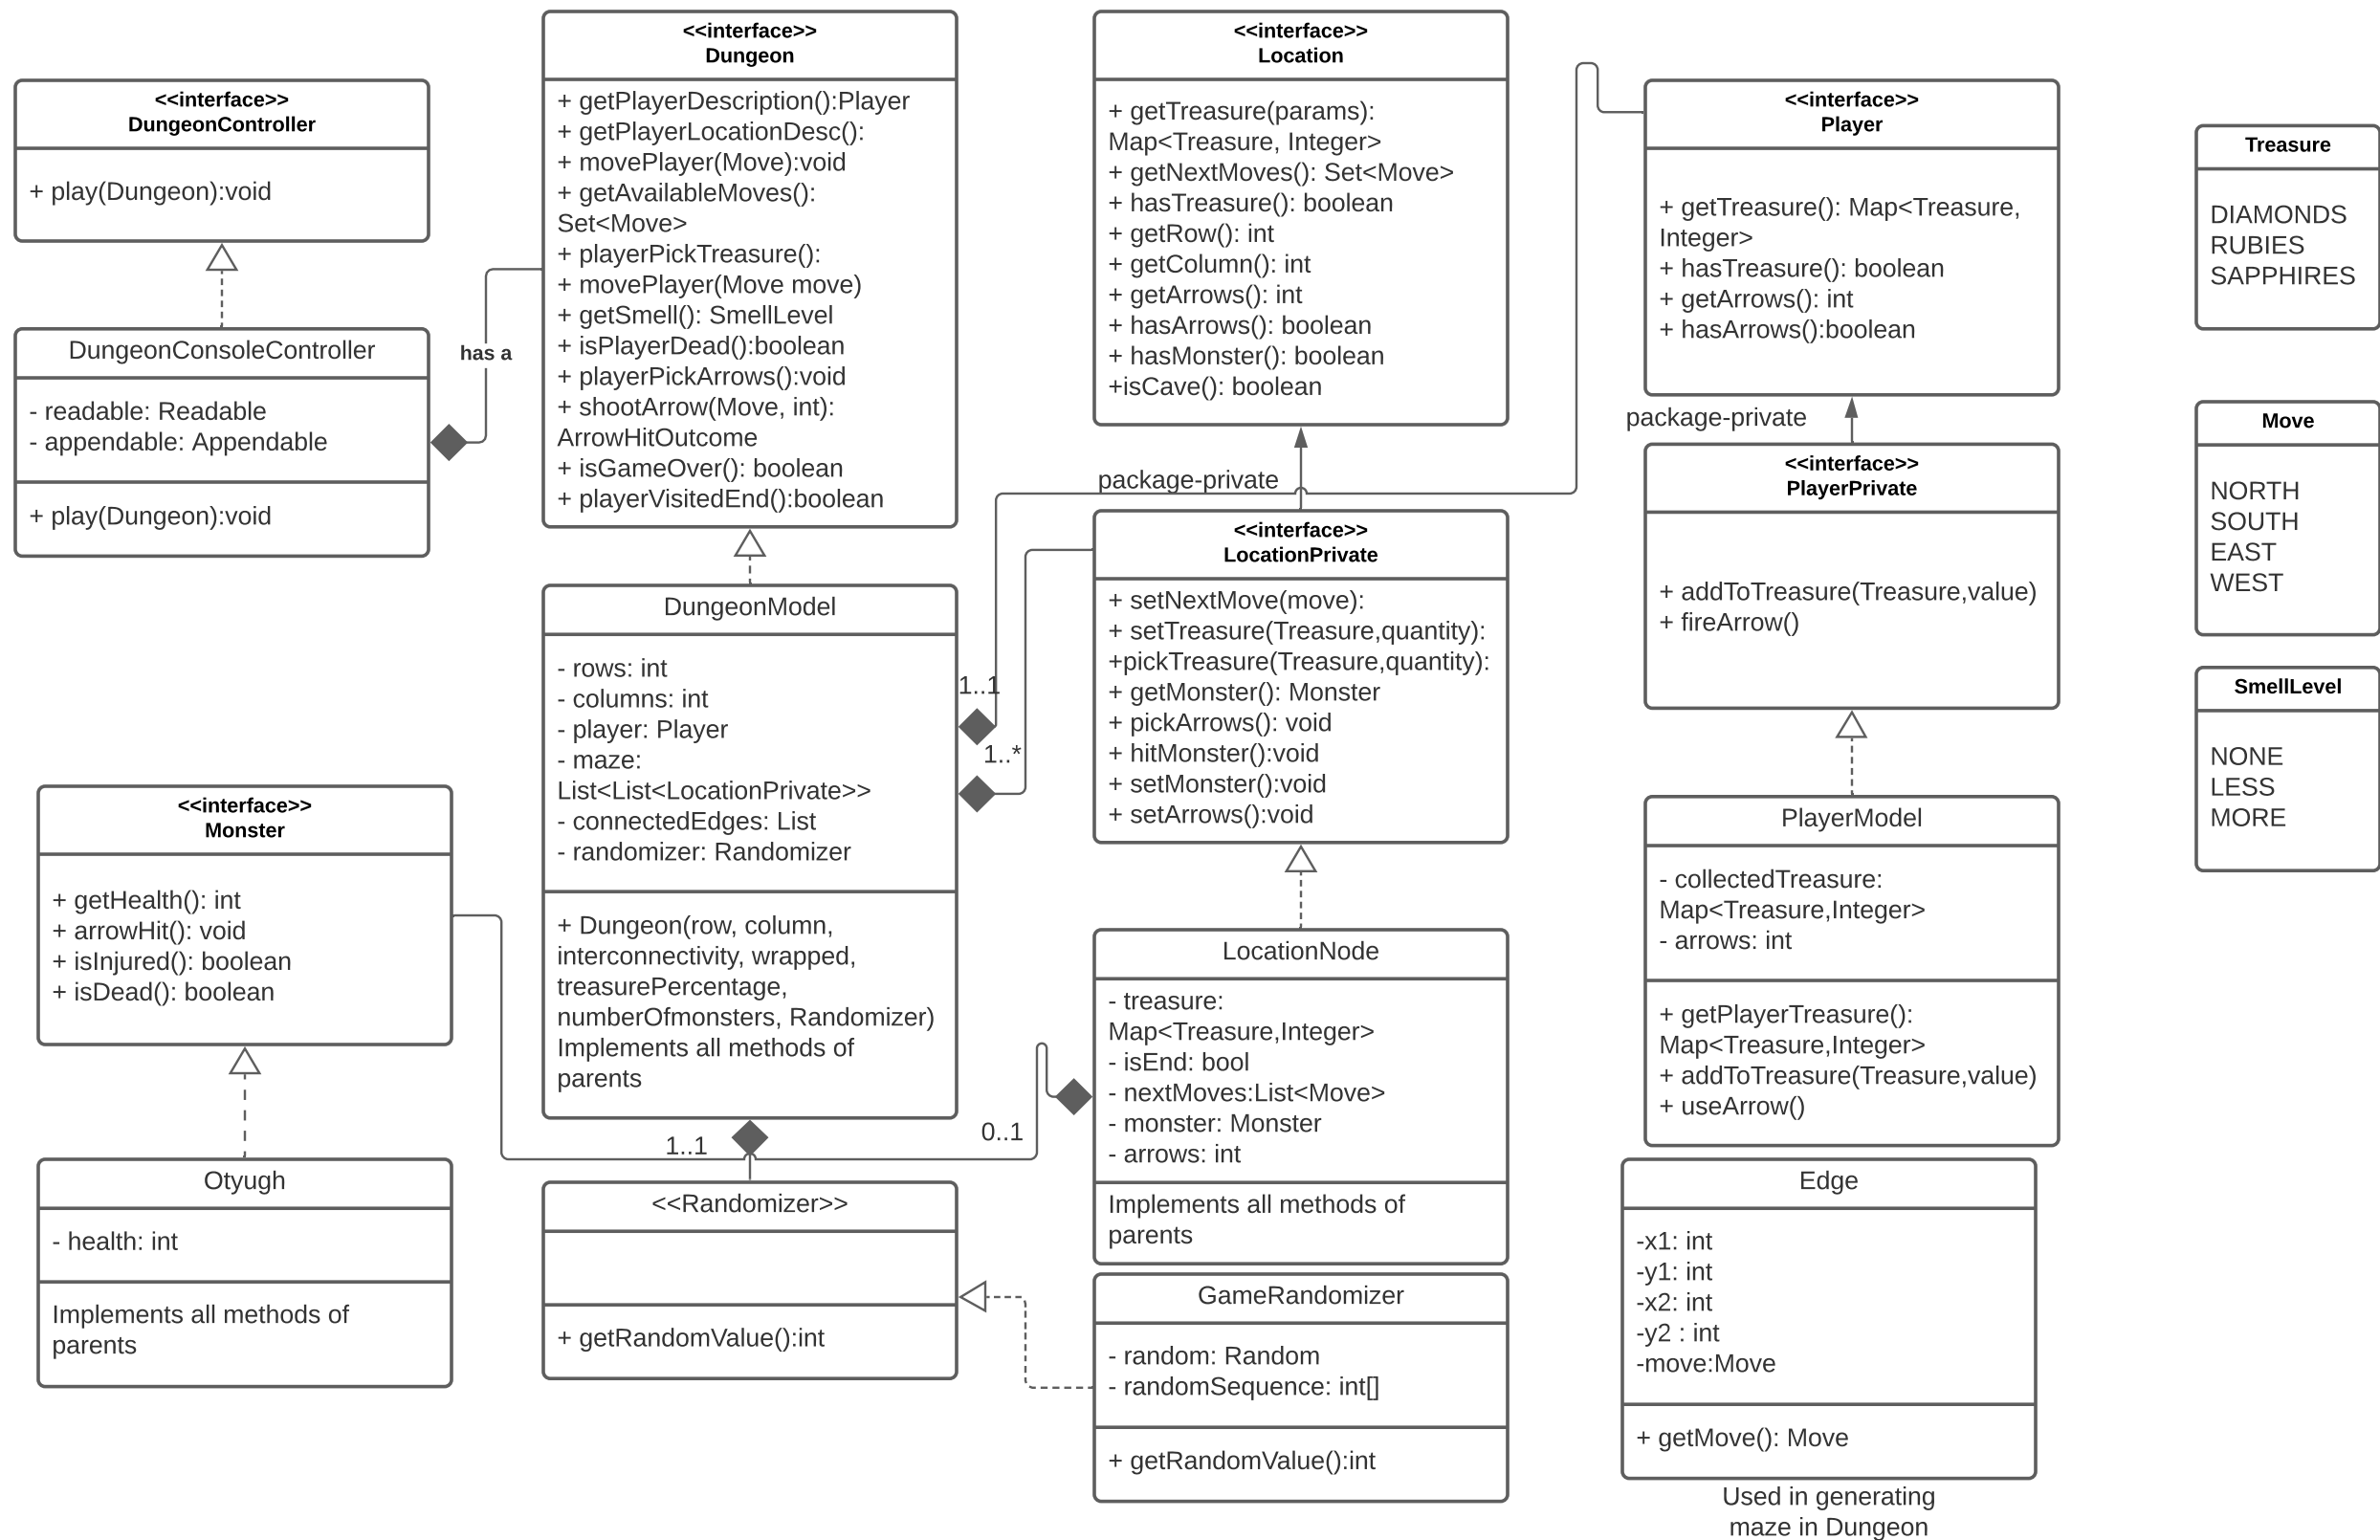 <<interface>>
DungeonController
+ play(Dungeon):void
DungeonConsoleController
- readable: Readable
- appendable: Appendable
+ play(Dungeon):void
has a
<<interface>>
Dungeon
+ getPlayerDescription():Player
+ getPlayerLocationDesc():
+ movePlayer(Move):void
+ getAvailableMoves():
Set<Move>
+ playerPickTreasure():
+ movePlayer(Move move)
+ getSmell(): SmellLevel
+ isPlayerDead():boolean
+ playerPickArrows():void
+ shootArrow(Move, int):
ArrowHitOutcome
+ isGameOver(): boolean
+ playerVisitedEnd():boolean
<<interface>>
Location
+ getTreasure(params):
Map<Treasure, Integer>
+ getNextMoves(): Set<Move>
+ hasTreasure(): boolean
+ getRow(): int
+ getColumn(): int
+ getArrows(): int
+ hasArrows(): boolean
+ hasMonster(): boolean
+isCave(): boolean
<<interface>>
Player
+ getTreasure(): Map<Treasure,
Integer>
+ hasTreasure(): boolean
+ getArrows(): int
+ hasArrows():boolean
Treasure
DIAMONDS
RUBIES
SAPPHIRES
package-private
package-private
Move
NORTH
SOUTH
EAST
WEST
<<interface>>
PlayerPrivate
+ addToTreasure(Treasure,value)
+ fireArrow()
<<interface>>
LocationPrivate
+ setNextMove(move):
+ setTreasure(Treasure,quantity):
+pickTreasure(Treasure,quantity):
+ getMonster(): Monster
+ pickArrows(): void
+ hitMonster():void
+ setMonster():void
+ setArrows():void
DungeonModel
- rows: int
- columns: int
- player: Player
- maze:
List<List<LocationPrivate>>
- connectedEdges: List
- randomizer: Randomizer
+ Dungeon(row, column,
interconnectivity, wrapped,
treasurePercentage,
numberOfmonsters, Randomizer)
Implements all methods of
parents
1..1
1..*
SmellLevel
NONE
LESS
MORE
<<interface>>
Monster
+ getHealth(): int
+ arrowHit(): void
+ isInjured(): boolean
+ isDead(): boolean
PlayerModel
- collectedTreasure:
Map<Treasure,Integer>
- arrows: int
+ getPlayerTreasure():
Map<Treasure,Integer>
+ addToTreasure(Treasure,value)
+ useArrow()
LocationNode
- treasure:
Map<Treasure,Integer>
- isEnd: bool
- nextMoves:List<Move>
- monster: Monster
- arrows: int
Implements all methods of
parents
1..1
0..1
Otyugh
- health: int
Implements all methods of
parents
<<Randomizer>>
+ getRandomValue():int
GameRandomizer
- random: Random
- randomSequence: int[]
+ getRandomValue():int
Edge
-x1: int
-y1: int
-x2: int
-y2 : int
-move:Move
+ getMove(): Move
Used in generating
maze in Dungeon